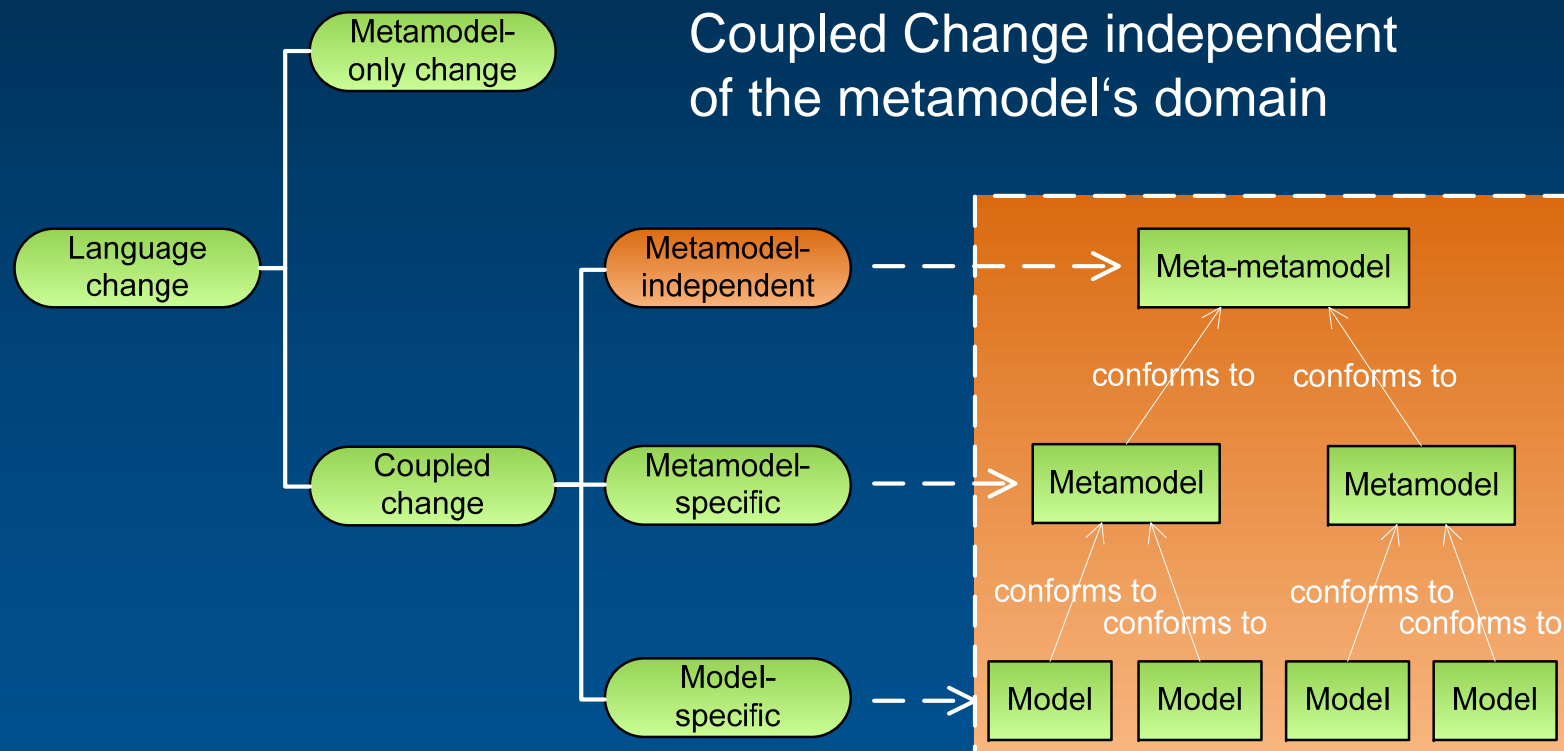 Coupled Change independent
of the metamodel‘s domain
Metamodel-
only change
Language
change
Coupled
change
Metamodel-
independent
Metamodel-
specific
Model-
specific
Meta-metamodel
conforms to
conforms to
Metamodel
Metamodel
conforms to
conforms to
conforms to
conforms to
Model
Model
Model
Model